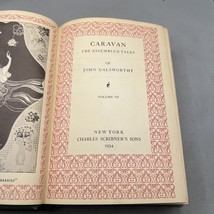 CARAVAN
THE ASSEMBLED TALES
OF
JOHN GALSWORTHY
NEW YORK
CHARLES SCRIBNER'S SONS